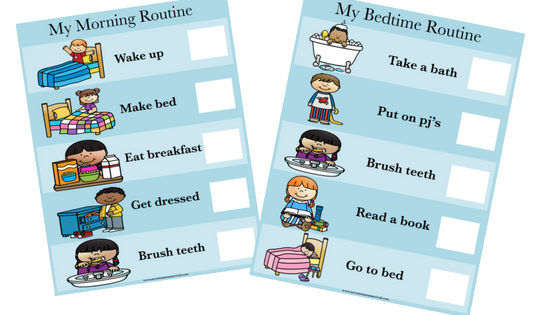 My Morning Routine
Wake up
Make bed
Eat breakfast
Get dressed
Brush teeth
My Bedtime Routine
Take a bath
Put on pj's
Brush teeth
Read a book
Go to bed